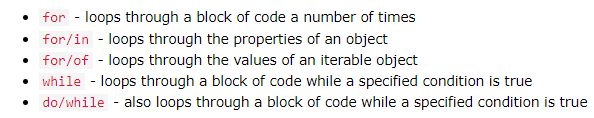 • for - loops through a block of code a number of times
• for/in - loops through the properties of an object
• for/of - loops through the values of an iterable object
• while - loops through a block of code while a specified condition is true
• do/while - also loops through a block of code while a specified condition is true